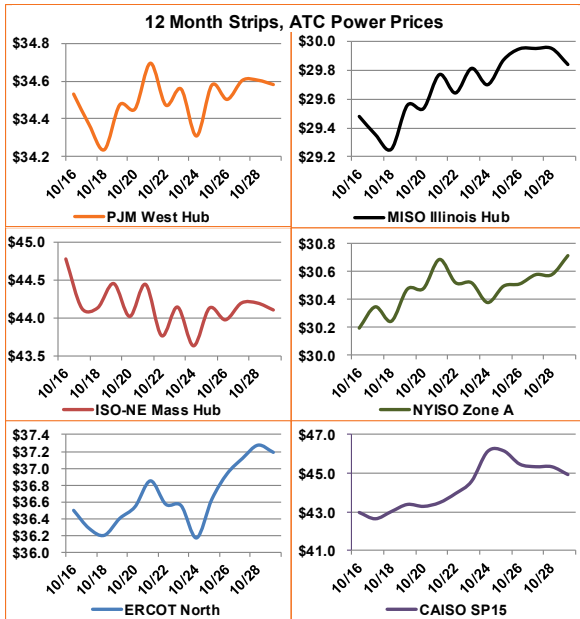 12 Month Strips, ATC Power Prices
$34.8
$34.6
$34.4
$34.2
10/16 10/18 10/20 10/22 10/24 10/26 10/28
PJM West Hub
$30.0
$29.8
$29.6
$29.4
$29.2
10/16 10/18 10/20 10/22 10/24 10/26 10/28
MISO Illinois Hub
$45.0
$44.5
$44.0
$43.5
10/16 10/18 10/20 10/22 10/24 10/26 10/28
ISO-NE Mass Hub
$30.8
$30.6
$30.4
$30.2
$30.0
10/16 10/18 10/20 10/22 10/24 10/26 10/28
NYISO Zone A
$37.4
$37.2
$37.0
$36.8
$36.6
$36.4
$36.2
$36.0
10/16 10/18 10/20 10/22 10/24 10/26 10/28
ERCOT North
$47.0
$45.0
$43.0
$41.0
10/16 10/18 10/20 10/22 10/24 10/26 10/28
CAISO SP15